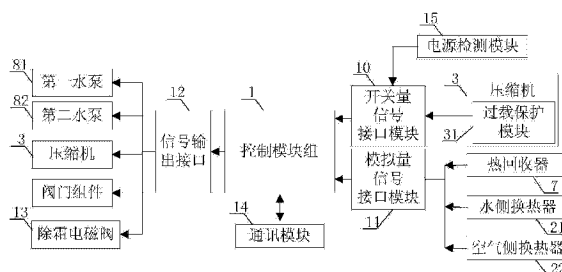 15
电源检测模块
81
第一水泵
82
第二水泵
3
压缩机
阀门组件
13
除霜电磁阀
12
信号输
出接口
1
控制模块组
14
通讯模块
10
开关量
信号
接口模块
模拟量
信号
接口模块
11
3
压缩机
过载保护
模块
31
热回收器
7
水侧换热器
21
空气侧换热器
22